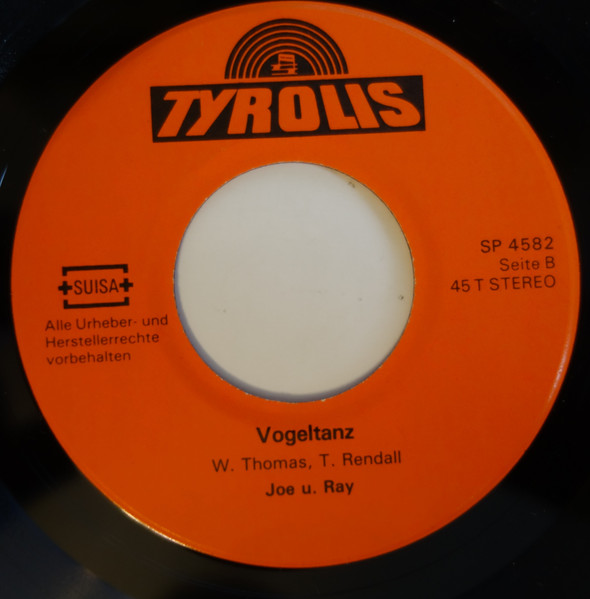 TYROLIS
SP 4582
Seite B
45 T STEREO
SUISA
Alle Urheber- und
Herstellerrechte
vorbehalten
Vogeltanz
W. Thomas, T. Rendall
Joe u. Ray